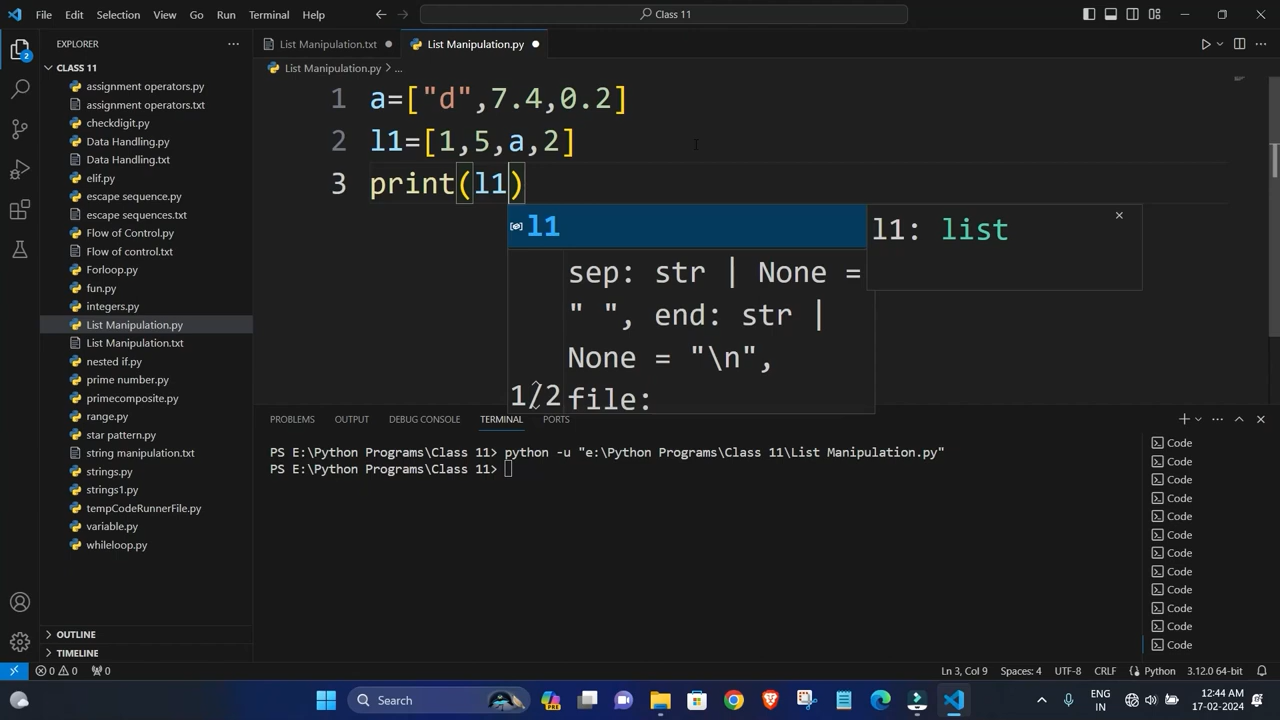 File Edit Selection View Go Run Terminal Help
Class 11
EXPLORER
List Manipulation.txt
List Manipulation.py
2
CLASS 11
List Manipulation.py > ...
assignment operators.py
assignment operators.txt
checkdigit.py
Data Handling.py
Data Handling.txt
elif.py
escape sequence.py
escape sequences.txt
Flow of Control.py
Flow of control.txt
Forloop.py
fun.py
integers.py
List Manipulation.py
List Manipulation.txt
nested if.py
prime number.py
primecomposite.py
range.py
star pattern.py
string manipulation.txt
strings.py
strings1.py
tempCodeRunnerFile.py
variable.py
whileloop.py
OUTLINE
TIMELINE
1 a=["d",7.4,0.2]
2 l1=[1,5,a,2]
3 print(l1)
l1
l1: list
sep: str | None =
" ", end: str |
None = "\n",
1/2 file:
PROBLEMS OUTPUT DEBUG CONSOLE TERMINAL PORTS
PS E:\Python Programs\Class 11> python -u "e:\Python Programs\Class 11\List Manipulation.py"
PS E:\Python Programs\Class 11>
Code
Code
Code
Code
Code
Code
Code
Code
Code
Code
Code
Code
0 0 0
Ln 3, Col 9 Spaces: 4 UTF-8 CRLF Python 3.12.0 64-bit
Search
PRE
ENG
IN
12:44 AM
17-02-2024